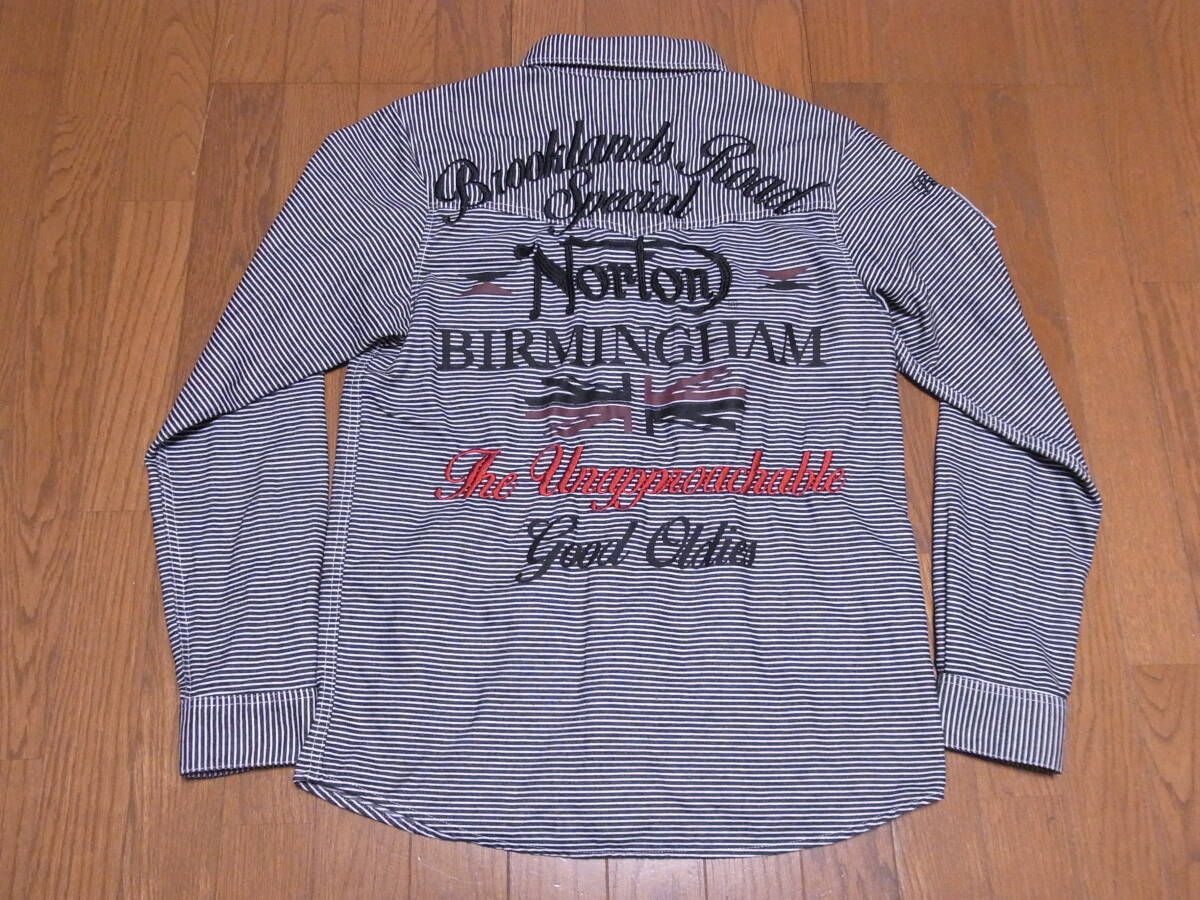 Brooklands Road
Special
Norton
BIRMINGHAM
The Unapproachable
Good Oldies